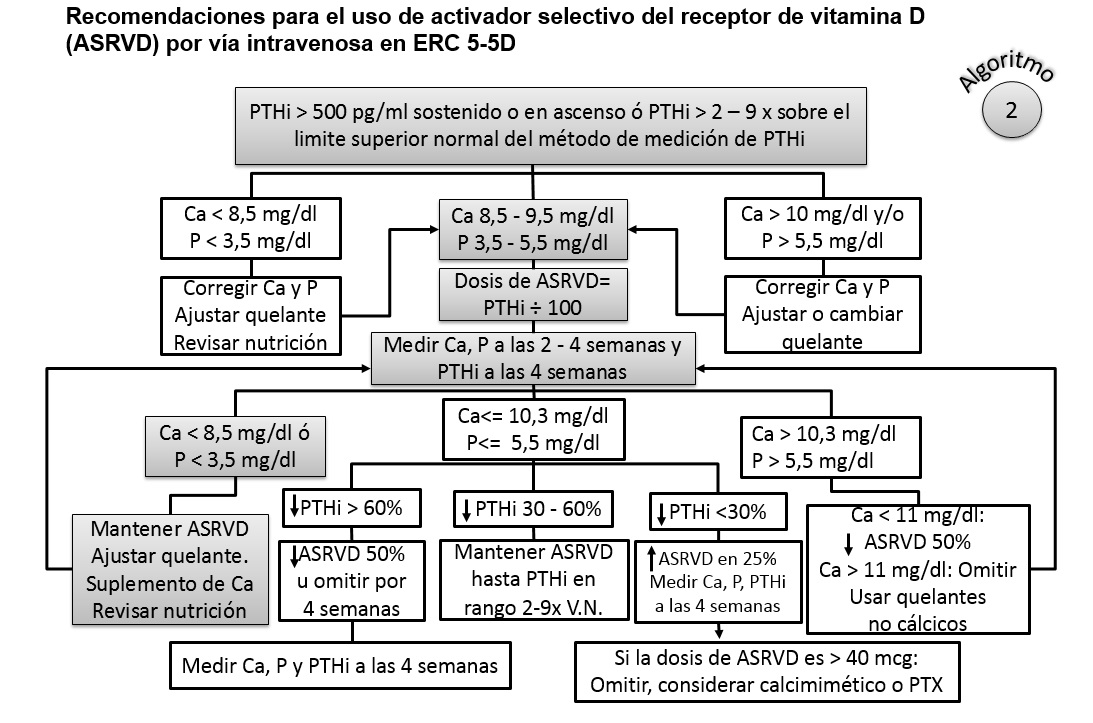 Recomendaciones para el uso de activador selectivo del receptor de vitamina D
(ASRVD) por vía intravenosa en ERC 5-5D
Algoritmo
2
PTHi > 500 pg/ml sostenido o en ascenso ó PTHi > 2 – 9 x sobre el
limite superior normal del método de medición de PTHi
Ca < 8,5 mg/dl
P < 3,5 mg/dl
Ca 8,5 - 9,5 mg/dl
P 3,5 - 5,5 mg/dl
Ca > 10 mg/dl y/o
P > 5,5 mg/dl
Corregir Ca y P
Ajustar quelante
Revisar nutrición
Dosis de ASRVD=
PTHi ÷ 100
Corregir Ca y P
Ajustar o cambiar
quelante
Medir Ca, P a las 2 - 4 semanas y
PTHi a las 4 semanas
Ca < 8,5 mg/dl ó
P < 3,5 mg/dl
Ca<= 10,3 mg/dl
P<= 5,5 mg/dl
Ca > 10,3 mg/dl
P > 5,5 mg/dl
↓PTHi > 60%
↓ PTHi 30 - 60%
↓ PTHi <30%
Mantener ASRVD
Ajustar quelante.
Suplemento de Ca
Revisar nutrición
↓ASRVD 50%
u omitir por
4 semanas
Mantener ASRVD
hasta PTHi en
rango 2-9x V.N.
↑ASRVD en 25%
Medir Ca, P, PTHi
a las 4 semanas
Ca < 11 mg/dl:
↓ ASRVD 50%
Ca > 11 mg/dl: Omitir
Usar quelantes
no cálcicos
Medir Ca, P y PTHi a las 4 semanas
Si la dosis de ASRVD es > 40 mcg:
Omitir, considerar calcimimético o PTX